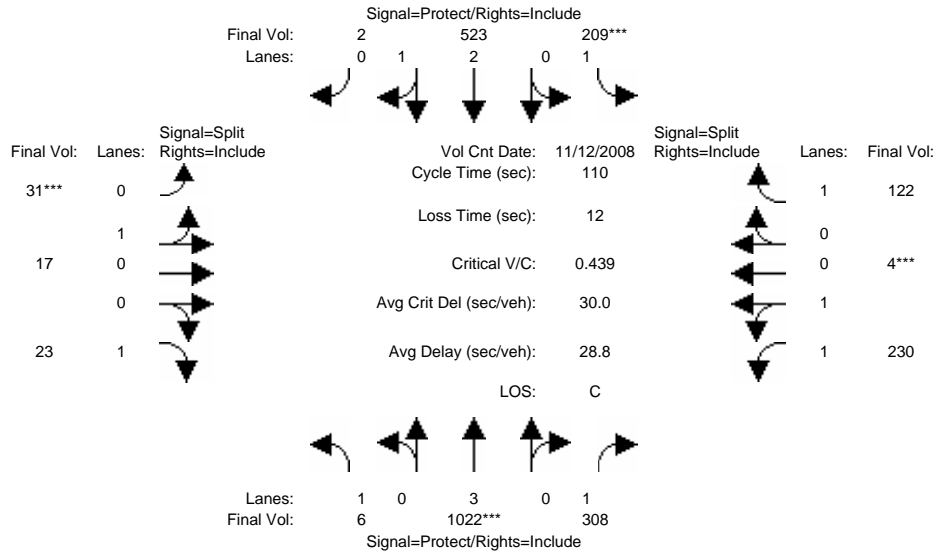 Signal=Protect/Rights=Include
Final Vol: 2 523 209***
Lanes: 0 1 2 0 1
Signal=Split
Final Vol: Lanes: Rights=Include
Vol Cnt Date: 11/12/2008
Signal=Split
Rights=Include Lanes: Final Vol:
Cycle Time (sec): 110
31*** 0
1 122
Loss Time (sec): 12
1
0
17 0
Critical V/C: 0.439
0 4***
0
Avg Crit Del (sec/veh): 30.0
1
23 1
Avg Delay (sec/veh): 28.8
1 230
LOS: C
Lanes: 1 0 3 0 1
Final Vol: 6 1022*** 308
Signal=Protect/Rights=Include